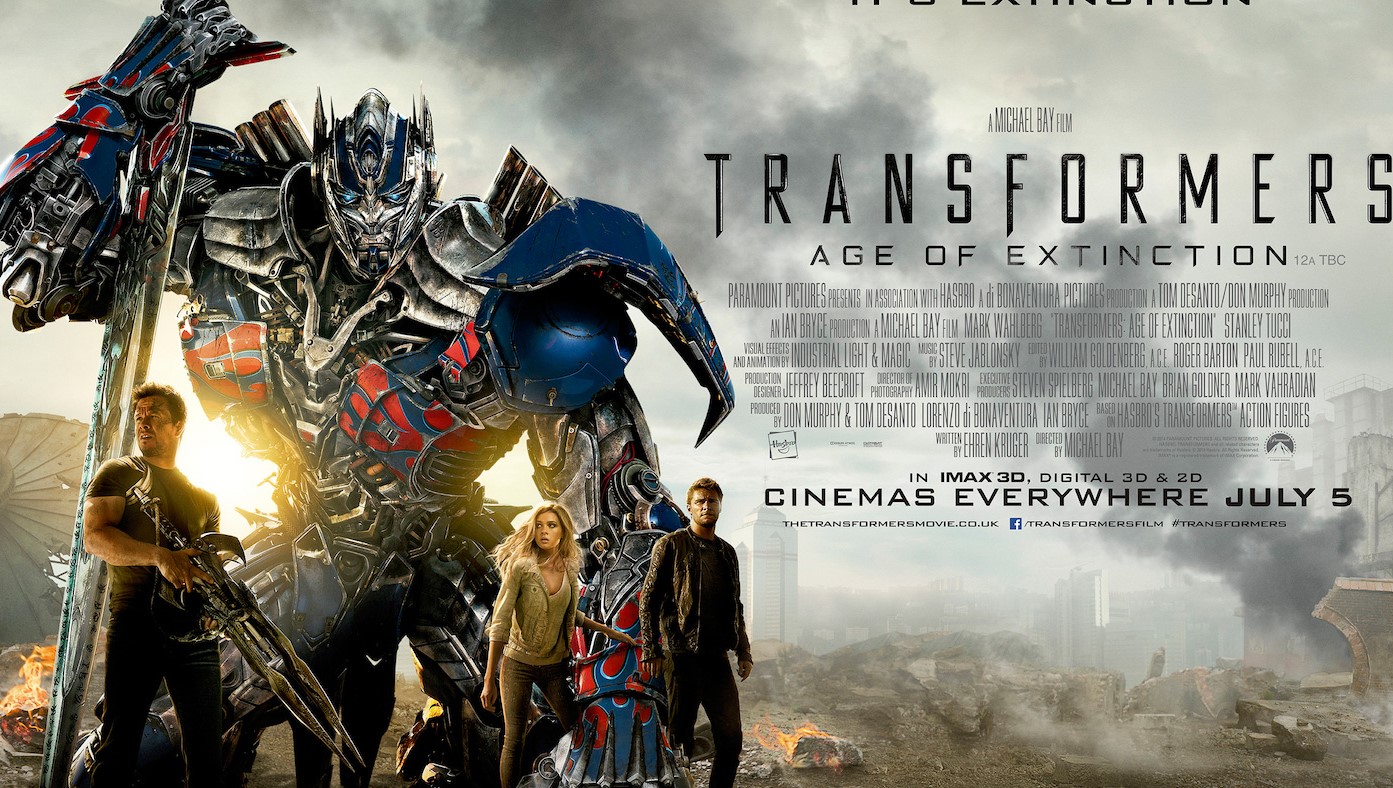 IT'S EXTINCTION
A MICHAEL BAY FILM
TRANSFORMERS
AGE OF EXTINCTION 12A TBC
PARAMOUNT PICTURES PRESENTS IN ASSOCIATION WITH HASBRO A di BONAVENTURA PICTURES PRODUCTION A TOM DESANTO/DON MURPHY PRODUCTION
AN IAN BRYCE PRODUCTION A MICHAEL BAY FILM MARK WAHLBERG "TRANSFORMERS: AGE OF EXTINCTION" STANLEY TUCCI
VISUAL EFFECTS AND ANIMATION BY INDUSTRIAL LIGHT & MAGIC MUSIC BY STEVE JABLONSKY EDITED BY WILLIAM GOLDENBERG, A.C.E. ROGER BARTON PAUL RUBELL, A.C.E.
PRODUCTION DESIGNER JEFFREY BEECROFT DIRECTOR OF PHOTOGRAPHY AMIR MOKRI EXECUTIVE PRODUCERS STEVEN SPIELBERG MICHAEL BAY BRIAN GOLDNER MARK VAHRADIAN
PRODUCED BY DON MURPHY & TOM DESANTO LORENZO di BONAVENTURA IAN BRYCE BASED ON HASBRO'S TRANSFORMERS™ ACTION FIGURES
Hasbro WRITTEN BY EHREN KRUGER DIRECTED BY MICHAEL BAY
IN IMAX 3D, DIGITAL 3D & 2D
CINEMAS EVERYWHERE JULY 5
THETRANSFORMERSMOVIE.CO.UK f/TRANSFORMERSFILM #TRANSFORMERS